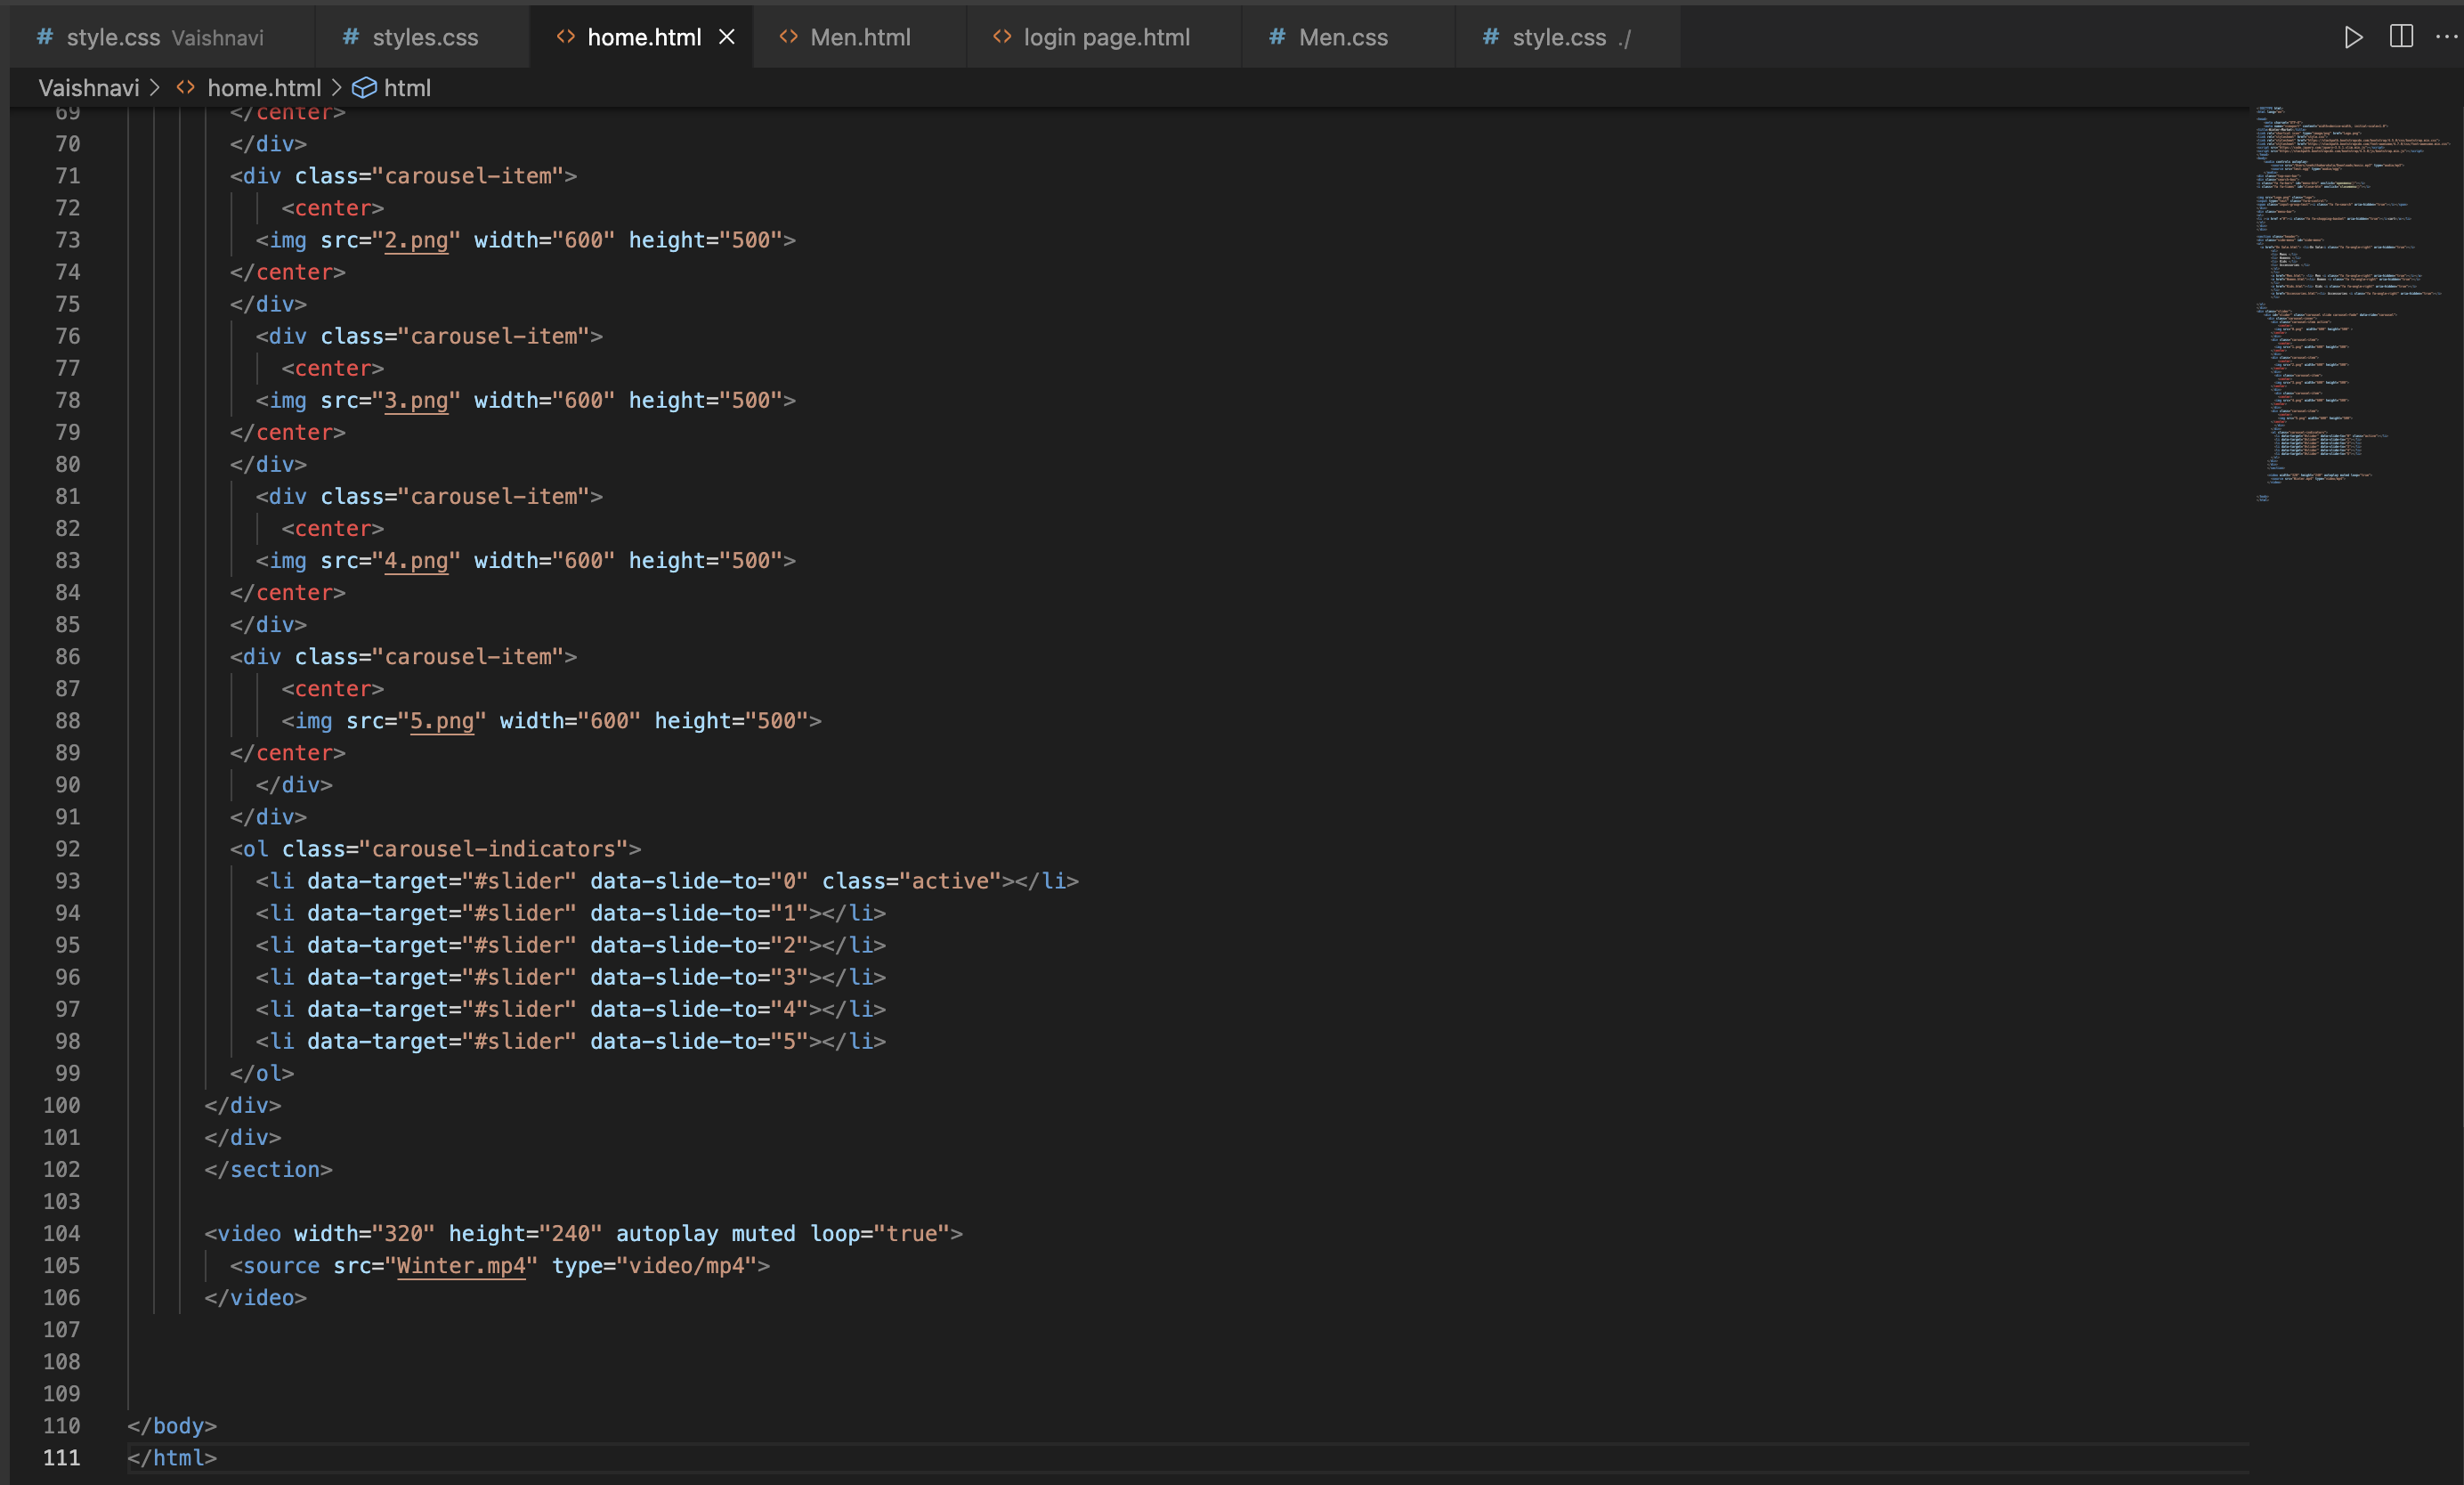 # style.css Vaishnavi # styles.css <> home.html × <> Men.html <> login page.html # Men.css # style.css ./
Vaishnavi > <> home.html > html
69 </center>
70 </div>
71 <div class="carousel-item">
72 <center>
73 <img src="2.png" width="600" height="500">
74 </center>
75 </div>
76 <div class="carousel-item">
77 <center>
78 <img src="3.png" width="600" height="500">
79 </center>
80 </div>
81 <div class="carousel-item">
82 <center>
83 <img src="4.png" width="600" height="500">
84 </center>
85 </div>
86 <div class="carousel-item">
87 <center>
88 <img src="5.png" width="600" height="500">
89 </center>
90 </div>
91 </div>
92 <ol class="carousel-indicators">
93 <li data-target="#slider" data-slide-to="0" class="active"></li>
94 <li data-target="#slider" data-slide-to="1"></li>
95 <li data-target="#slider" data-slide-to="2"></li>
96 <li data-target="#slider" data-slide-to="3"></li>
97 <li data-target="#slider" data-slide-to="4"></li>
98 <li data-target="#slider" data-slide-to="5"></li>
99 </ol>
100 </div>
101 </div>
102 </section>
103
104 <video width="320" height="240" autoplay muted loop="true">
105 <source src="Winter.mp4" type="video/mp4">
106 </video>
107
108
109
110 </body>
111 </html>